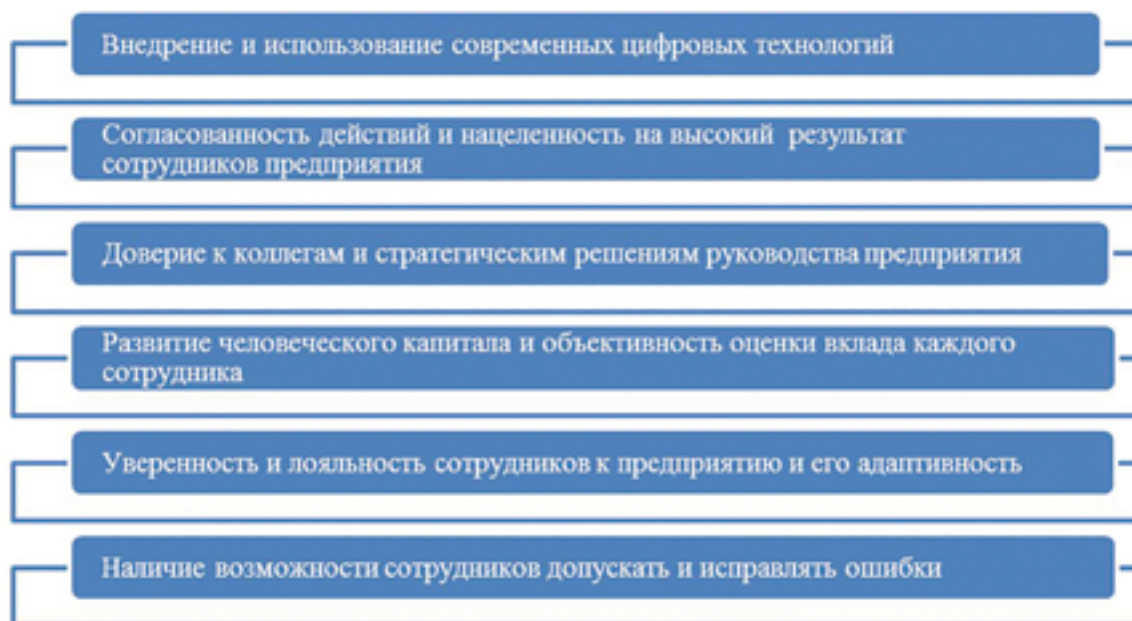 Внедрение и использование современных цифровых технологий
Согласованность действий и нацеленность на высокий результат
сотрудников предприятия
Доверие к коллегам и стратегическим решениям руководства предприятия
Развитие человеческого капитала и объективность оценки вклада каждого
сотрудника
Уверенность и лояльность сотрудников к предприятию и его адаптивность
Наличие возможности сотрудников допускать и исправлять ошибки